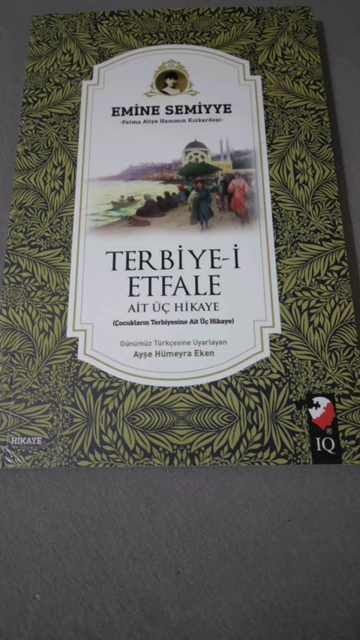 EMİNE SEMİYYE
-Fatma Aliye Hanımın Kızkardeşi-
TERBİYE-İ
ETFALE
AİT ÜÇ HİKAYE
(Çocukların Terbiyesine Ait Üç Hikaye)
Günümüz Türkçesine Uyarlayan
Ayşe Hümeyra Eken
HİKAYE
®
IQ